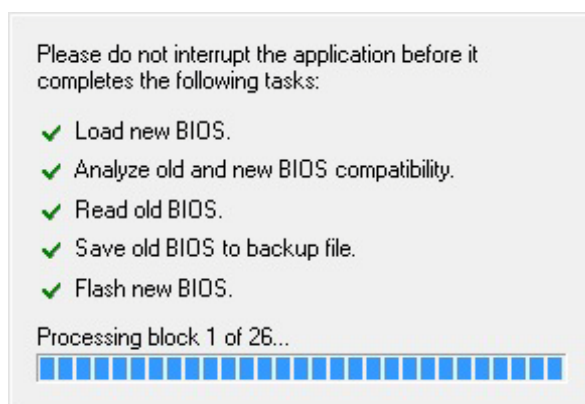 Please do not interrupt the application before it
completes the following tasks:
Load new BIOS.
Analyze old and new BIOS compatibility.
Read old BIOS.
Save old BIOS to backup file.
Flash new BIOS.
Processing block 1 of 26...